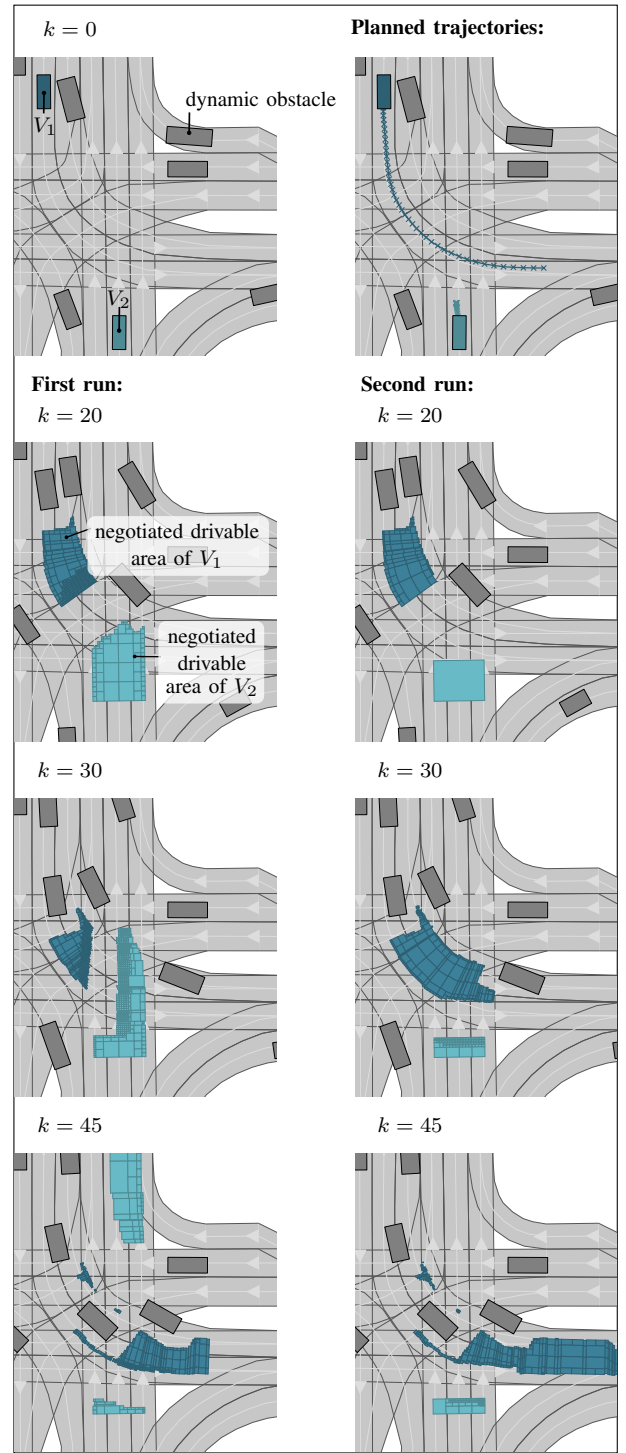 k = 0
Planned trajectories:
V₁
dynamic obstacle
V₂
First run:
Second run:
k = 20
k = 20
negotiated drivable
area of V₁
negotiated
drivable
area of V₂
k = 30
k = 30
k = 45
k = 45